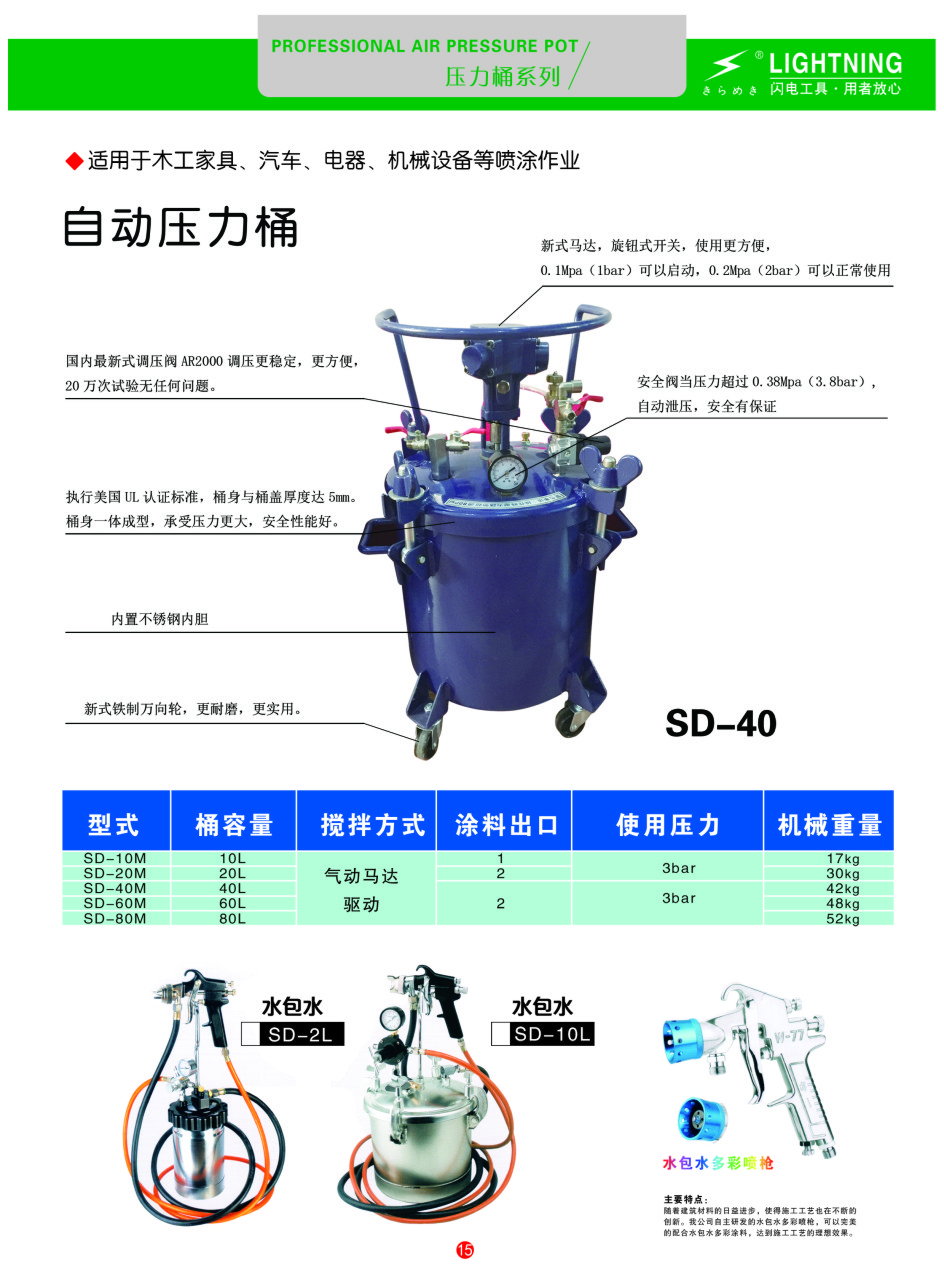 PROFESSIONAL AIR PRESSURE POT
压力桶系列
® LIGHTNING
きらめき 闪电工具·用者放心
◆适用于木工家具、汽车、电器、机械设备等喷涂作业
自动压力桶
新式马达，旋钮式开关，使用更方便，
0.1Mpa（1bar）可以启动，0.2Mpa（2bar）可以正常使用
国内最新式调压阀 AR2000 调压更稳定，更方便，
20 万次试验无任何问题。
安全阀当压力超过 0.38Mpa（3.8bar），
自动泄压，安全有保证
执行美国 UL 认证标准，桶身与桶盖厚度达 5mm。
桶身一体成型，承受压力更大，安全性能好。
内置不锈钢内胆
新式铁制万向轮，更耐磨，更实用。
SD-40
型式 桶容量 搅拌方式 涂料出口 使用压力 机械重量
SD-10M 10L 1 17kg
SD-20M 20L 气动马达 2 3bar 30kg
SD-40M 40L 42kg
SD-60M 60L 驱动 2 3bar 48kg
SD-80M 80L 52kg
水包水
SD-2L
水包水
SD-10L
W-77
水包水多彩喷枪
主要特点：
随着建筑材料的日益进步，使得施工工艺也在不断的
创新。我公司自主研发的水包水多彩喷枪，可以完美
的配合水包水多彩涂料，达到施工工艺的理想效果。
15